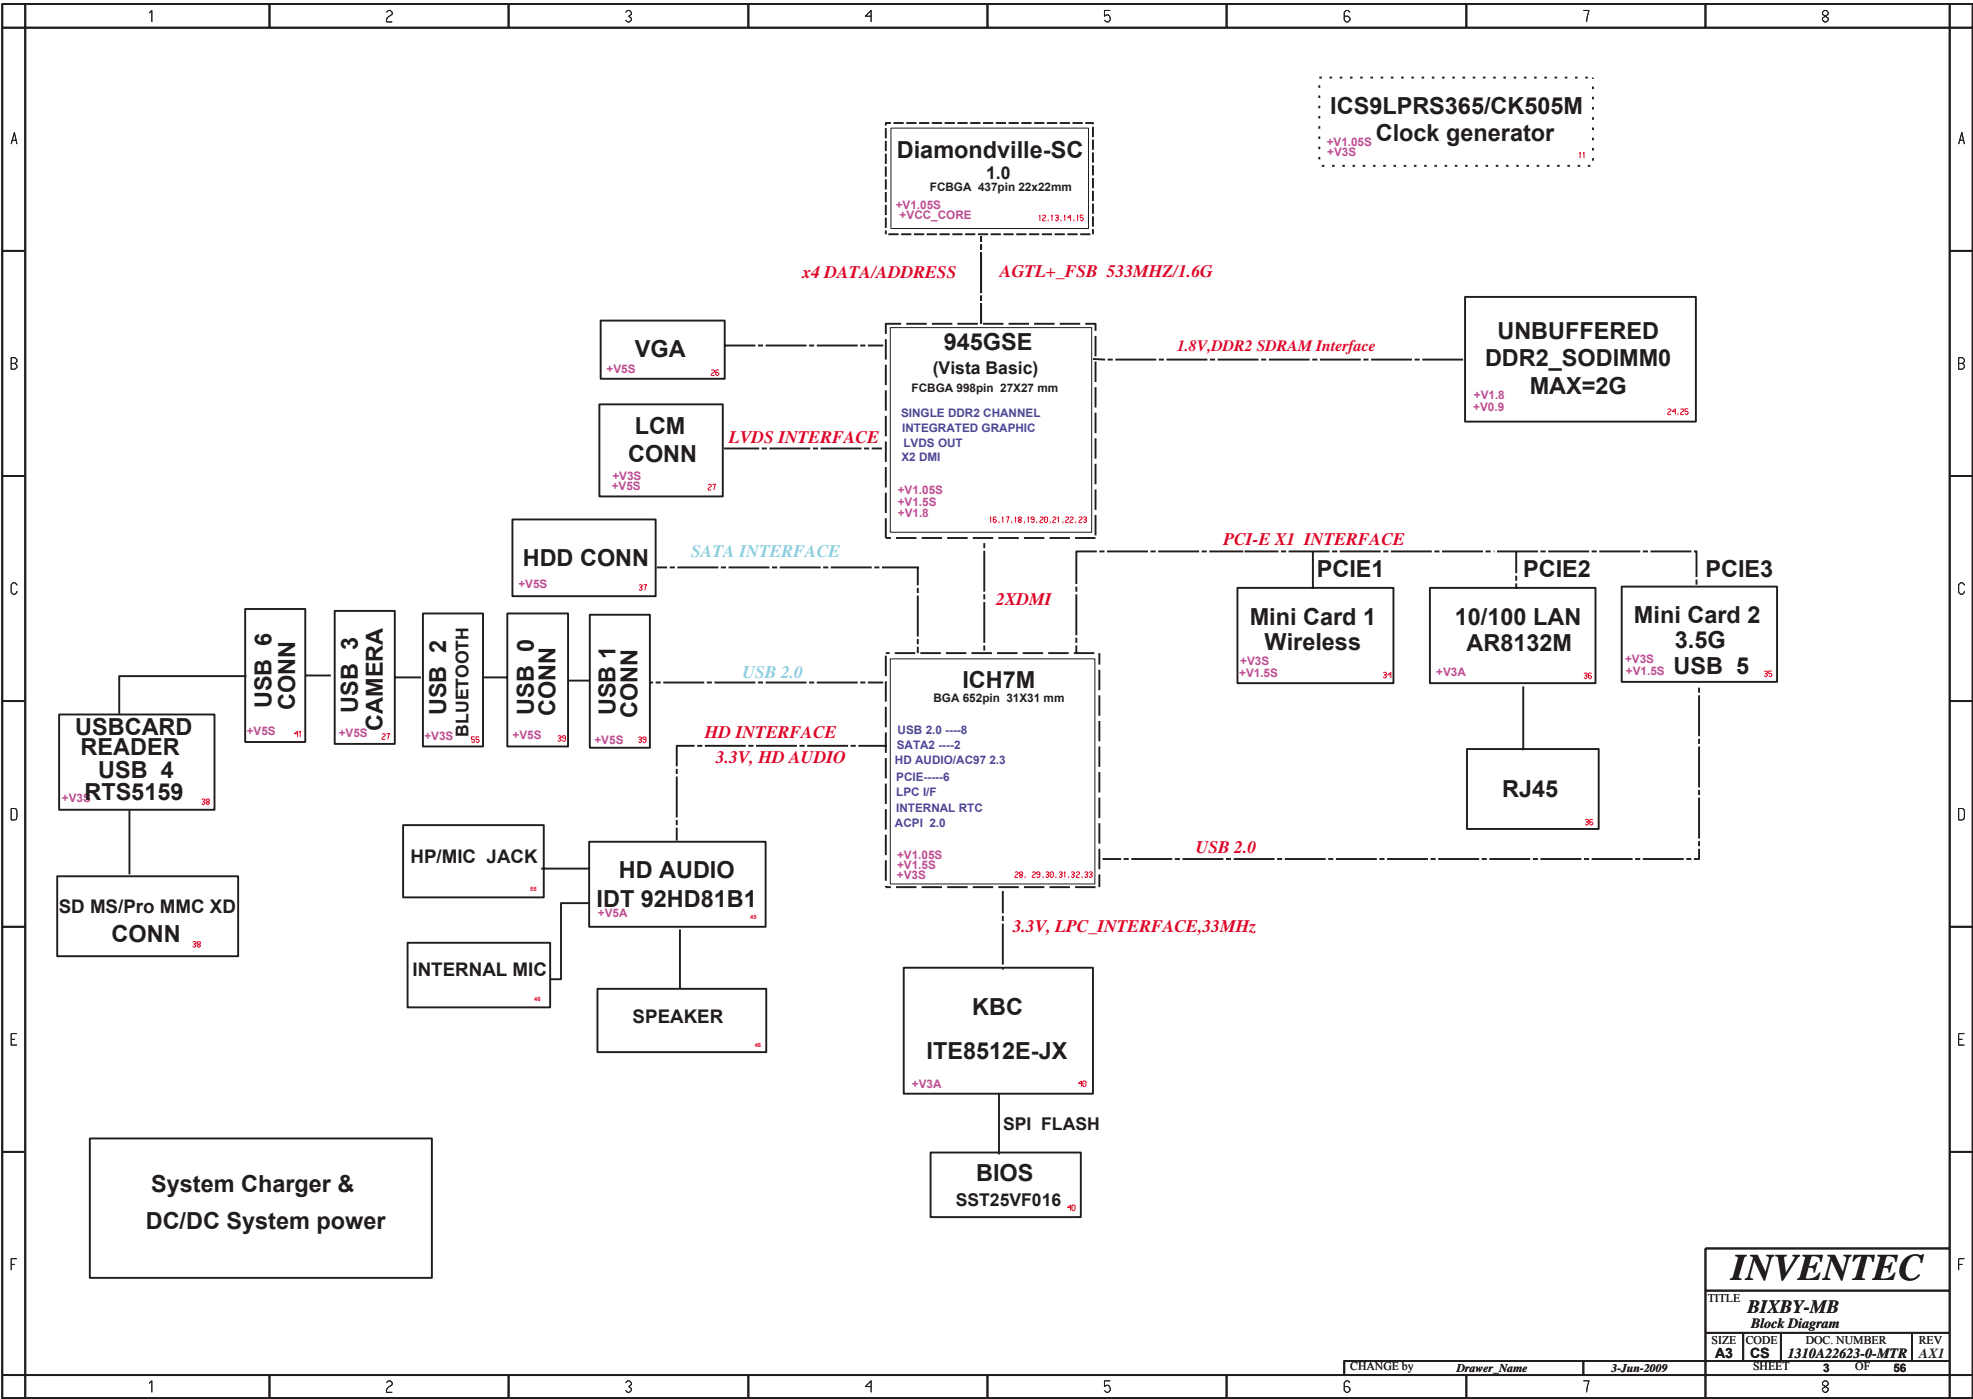 1 2 3 4 5 6 7 8
A
B
C
D
E
F
A
B
C
D
E
F
ICS9LPRS365/CK505M
Clock generator
+V1.05S
+V3S
11
Diamondville-SC
1.0
FCBGA 437pin 22x22mm
+V1.05S
+VCC_CORE
12,13,14,15
x4 DATA/ADDRESS
AGTL+_FSB 533MHZ/1.6G
VGA
+V5S
26
945GSE
(Vista Basic)
FCBGA 998pin 27X27 mm
SINGLE DDR2 CHANNEL
INTEGRATED GRAPHIC
LVDS OUT
X2 DMI
+V1.05S
+V1.5S
+V1.8
16,17,18,19,20,21,22,23
1.8V,DDR2 SDRAM Interface
UNBUFFERED
DDR2_SODIMM0
MAX=2G
+V1.8
+V0.9
24,25
LCM
CONN
+V3S
+V5S
27
LVDS INTERFACE
HDD CONN
+V5S
37
SATA INTERFACE
2XDMI
PCI-E X1 INTERFACE
PCIE1
PCIE2
PCIE3
Mini Card 1
Wireless
+V3S
+V1.5S
34
10/100 LAN
AR8132M
+V3A
36
Mini Card 2
3.5G
USB 5
+V3S
+V1.5S
35
USB 6
CONN
+V5S
41
USB 3
CAMERA
+V5S
27
USB 2
BLUETOOTH
+V3S
55
USB 0
CONN
+V5S
39
USB 1
CONN
+V5S
39
USB 2.0
ICH7M
BGA 652pin 31X31 mm
USB 2.0 ----8
SATA2 ----2
HD AUDIO/AC97 2.3
PCIE-----6
LPC I/F
INTERNAL RTC
ACPI 2.0
+V1.05S
+V1.5S
+V3S
28, 29,30,31,32,33
USBCARD
READER
USB 4
RTS5159
+V3S
38
HD INTERFACE
3.3V, HD AUDIO
RJ45
36
USB 2.0
HP/MIC JACK
HD AUDIO
IDT 92HD81B1
+V5A
45
SD MS/Pro MMC XD
CONN
38
3.3V, LPC_INTERFACE,33MHz
INTERNAL MIC
46
SPEAKER
46
KBC
ITE8512E-JX
+V3A
40
SPI FLASH
BIOS
SST25VF016
40
System Charger &
DC/DC System power
INVENTEC
TITLE
BIXBY-MB
Block Diagram
SIZE CODE DOC. NUMBER REV
A3 CS 1310A22623-0-MTR AX1
CHANGE by Drawer_Name 3-Jun-2009 SHEET 3 OF 56
1 2 3 4 5 6 7 8